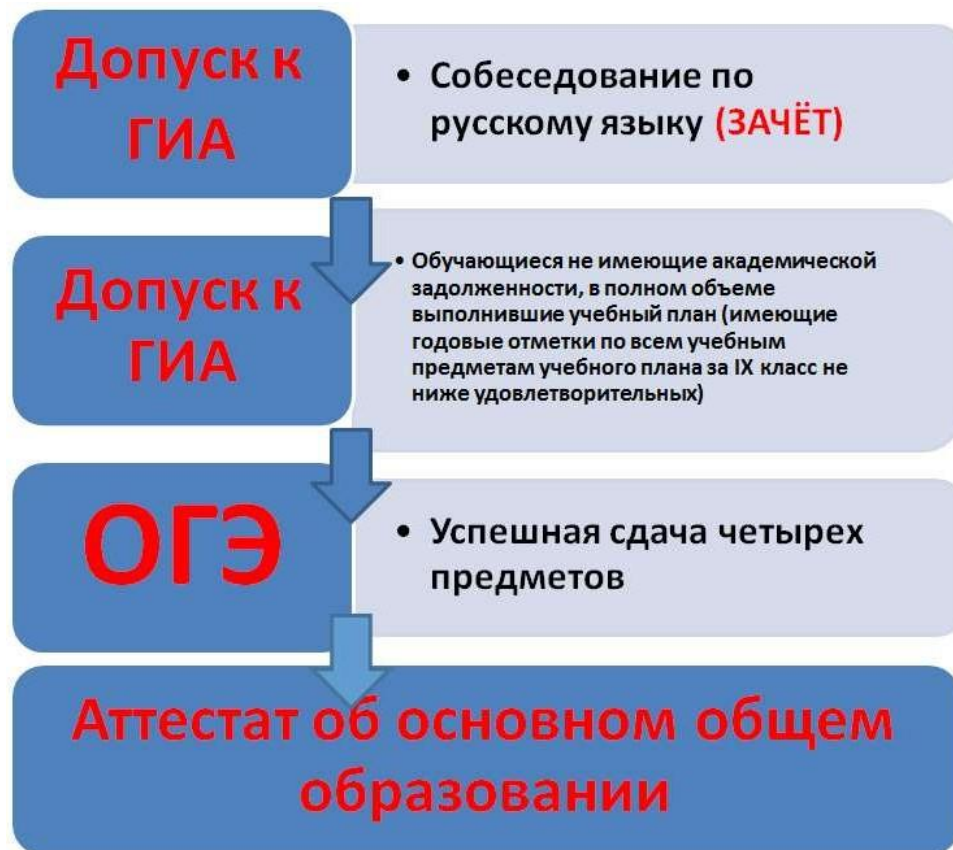 Допуск к
ГИА
• Собеседование по
русскому языку (ЗАЧЁТ)
Допуск к
ГИА
• Обучающиеся не имеющие академической
задолженности, в полном объеме
выполнившие учебный план (имеющие
годовые отметки по всем учебным
предметам учебного плана за IX класс не
ниже удовлетворительных)
ОГЭ
• Успешная сдача четырех
предметов
Аттестат об основном общем
образовании